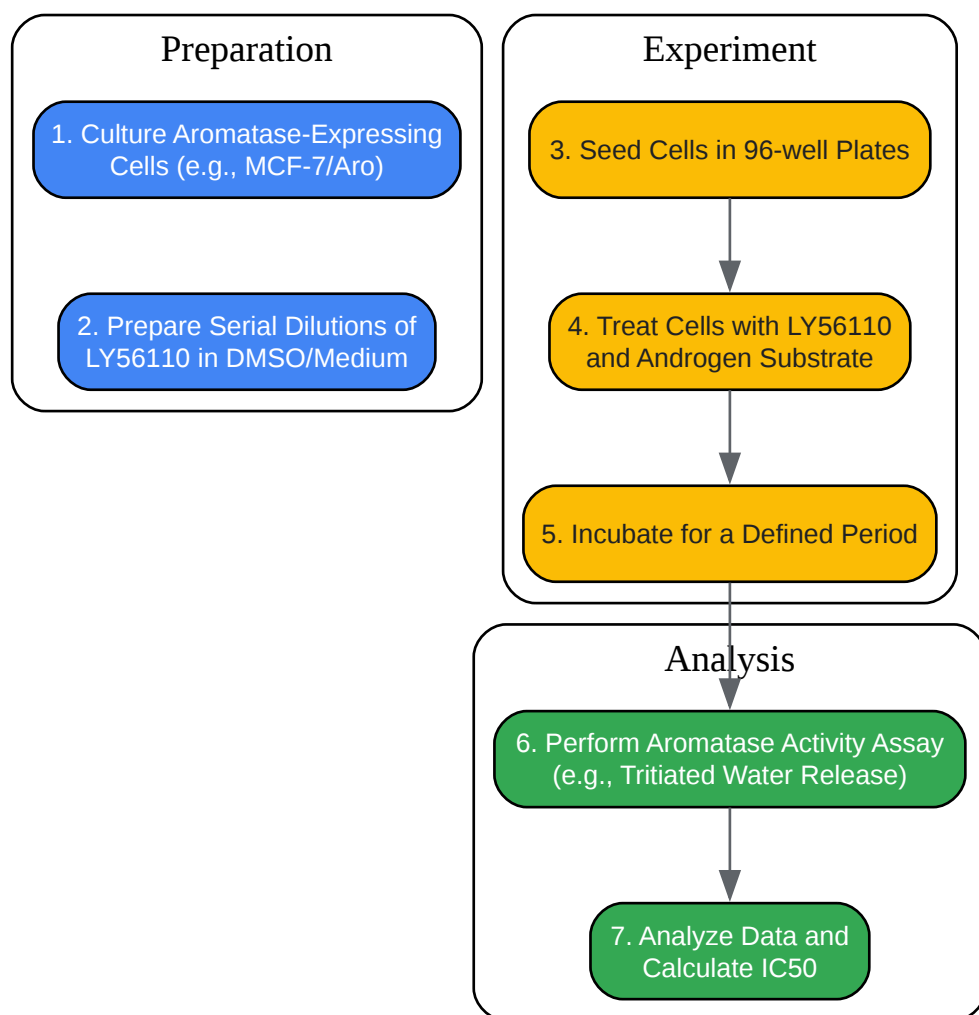 Preparation
1. Culture Aromatase-Expressing
Cells (e.g., MCF-7/Aro)
2. Prepare Serial Dilutions of
LY56110 in DMSO/Medium
Experiment
3. Seed Cells in 96-well Plates
4. Treat Cells with LY56110
and Androgen Substrate
5. Incubate for a Defined Period
Analysis
6. Perform Aromatase Activity Assay
(e.g., Tritiated Water Release)
7. Analyze Data and
Calculate IC50